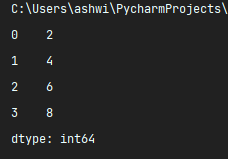 C:\Users\ashwi\PycharmProjects\
0    2
1    4
2    6
3    8
dtype: int64